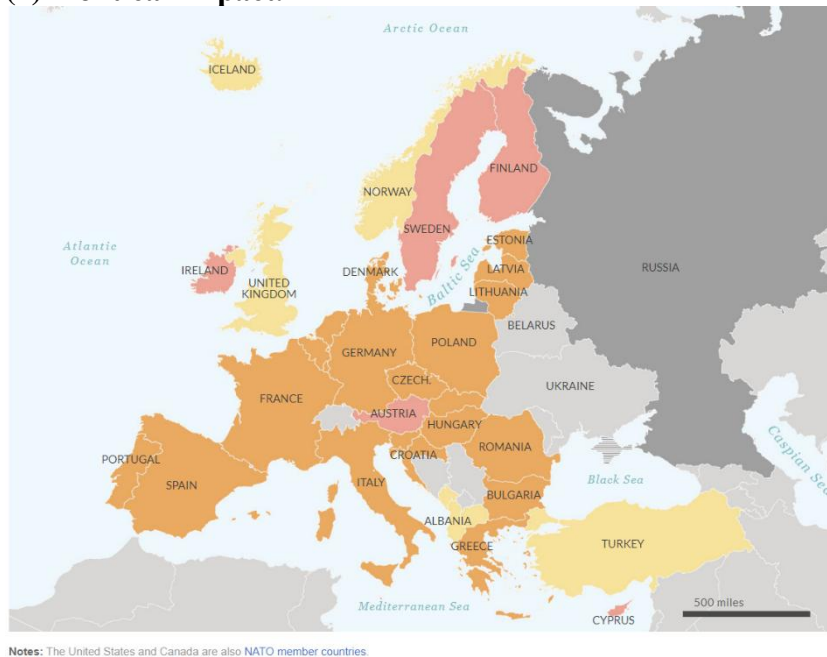 Arctic Ocean
ICELAND
FINLAND
NORWAY
SWEDEN
Atlantic
Ocean
ESTONIA
RUSSIA
IRELAND
DENMARK
Baltic Sea
LATVIA
UNITED
KINGDOM
LITHUANIA
BELARUS
POLAND
GERMANY
CZECH.
UKRAINE
FRANCE
AUSTRIA
HUNGARY
ROMANIA
CROATIA
PORTUGAL
SPAIN
ITALY
Black Sea
Caspian Sea
BULGARIA
ALBANIA
GREECE
TURKEY
Mediterranean Sea
CYPRUS
500 miles
Notes: The United States and Canada are also NATO member countries.